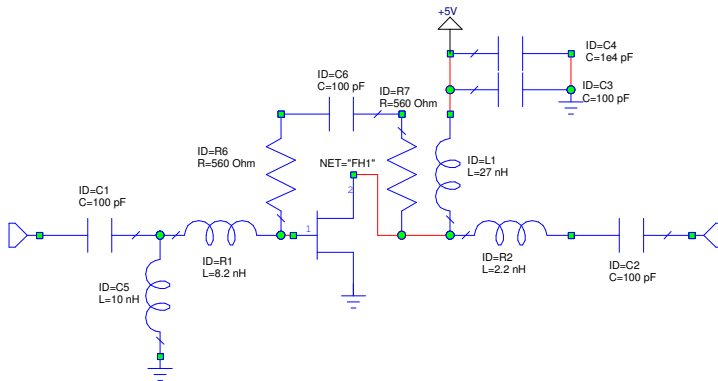 +5V
ID=C4
C=1e4 pF
ID=C6
C=100 pF
ID=R7
R=560 Ohm
ID=C3
C=100 pF
ID=R6
R=560 Ohm
NET="FH1"
ID=L1
L=27 nH
2
ID=C1
C=100 pF
1
ID=R1
L=8.2 nH
ID=R2
L=2.2 nH
ID=C2
C=100 pF
ID=C5
L=10 nH